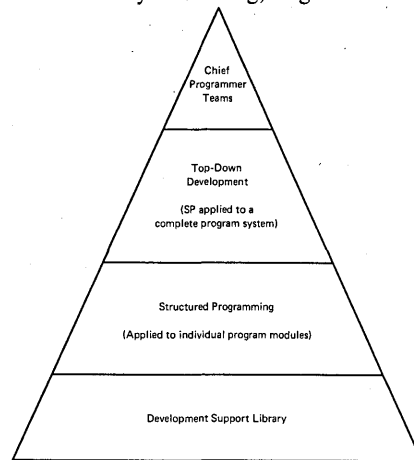 Chief
Programmer
Teams
Top-Down
Development
(SP applied to a
complete program system)
Structured Programming
(Applied to individual program modules)
Development Support Library